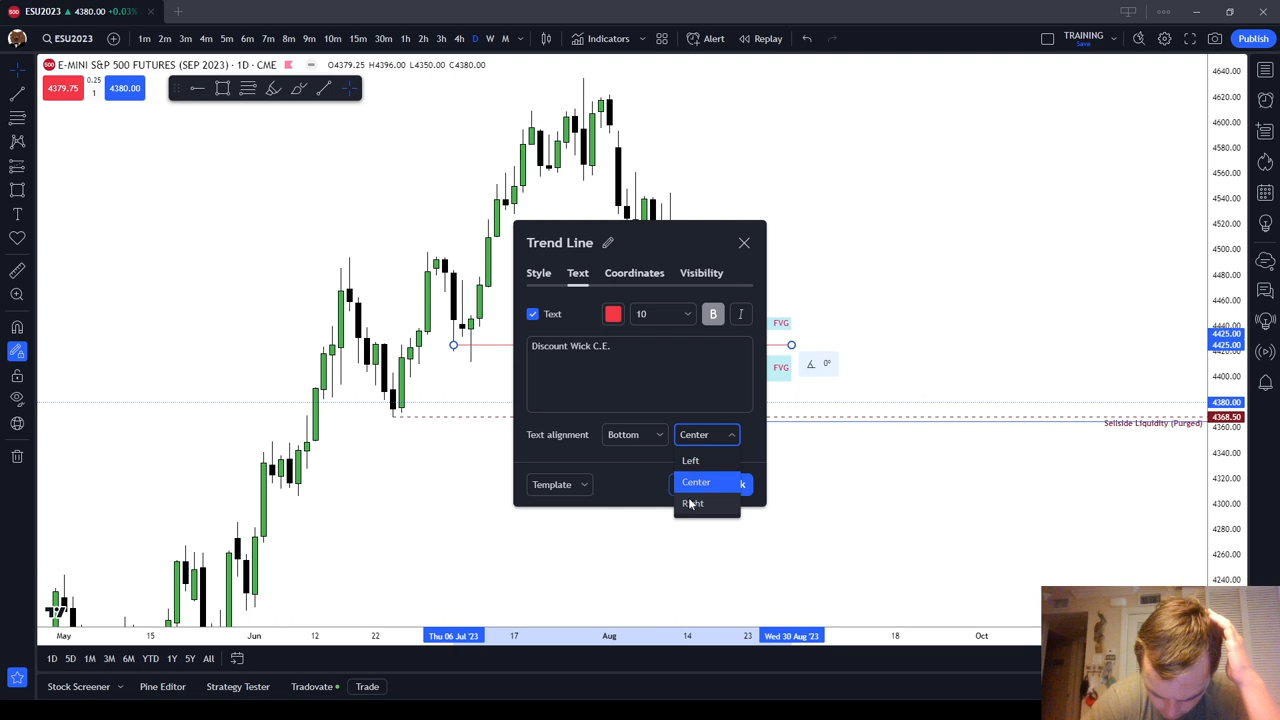 ESU2023 ▲ 4380.00 +0.03%
ESU2023
1m 2m 3m 4m 5m 6m 7m 8m 9m 10m 15m 30m 1h 2h 3h 4h D W M
Indicators
Alert
Replay
TRAINING
Save
Publish
E-MINI S&P 500 FUTURES (SEP 2023) · 1D · CME
O4379.25 H4396.00 L4350.00 C4380.00
4379.75
0.25
1
4380.00
4640.00
4620.00
4600.00
4580.00
4560.00
4540.00
4520.00
4500.00
4480.00
4460.00
4440.00
4425.00
4425.00
4420.00
4400.00
4380.00
4368.50
4360.00
4340.00
4320.00
4300.00
4280.00
4260.00
4240.00
Trend Line
Style
Text
Coordinates
Visibility
Text
10
B
I
Discount Wick C.E.
Text alignment
Bottom
Center
Left
Center
Right
Template
k
FVG
FVG
0º
Sellside Liquidity (Purged)
May
15
Jun
12
22
Thu 06 Jul '23
17
Aug
14
23
Wed 30 Aug '23
18
Oct
1D 5D 1M 3M 6M YTD 1Y 5Y All
Stock Screener
Pine Editor
Strategy Tester
Tradovate
Trade